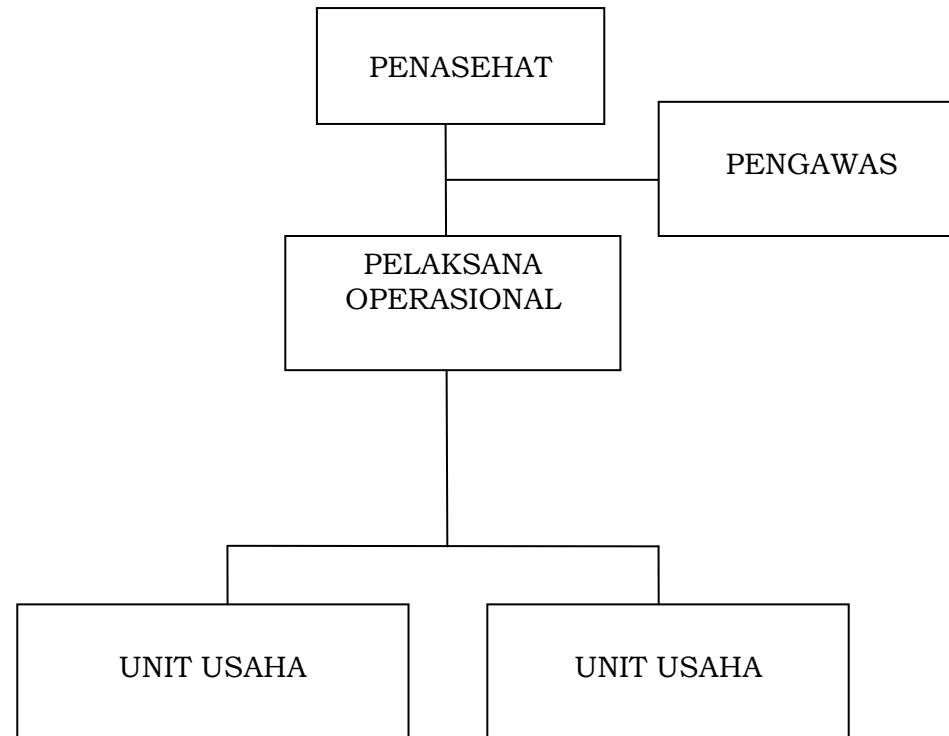 PENASEHAT
PENGAWAS
PELAKSANA
OPERASIONAL
UNIT USAHA
UNIT USAHA